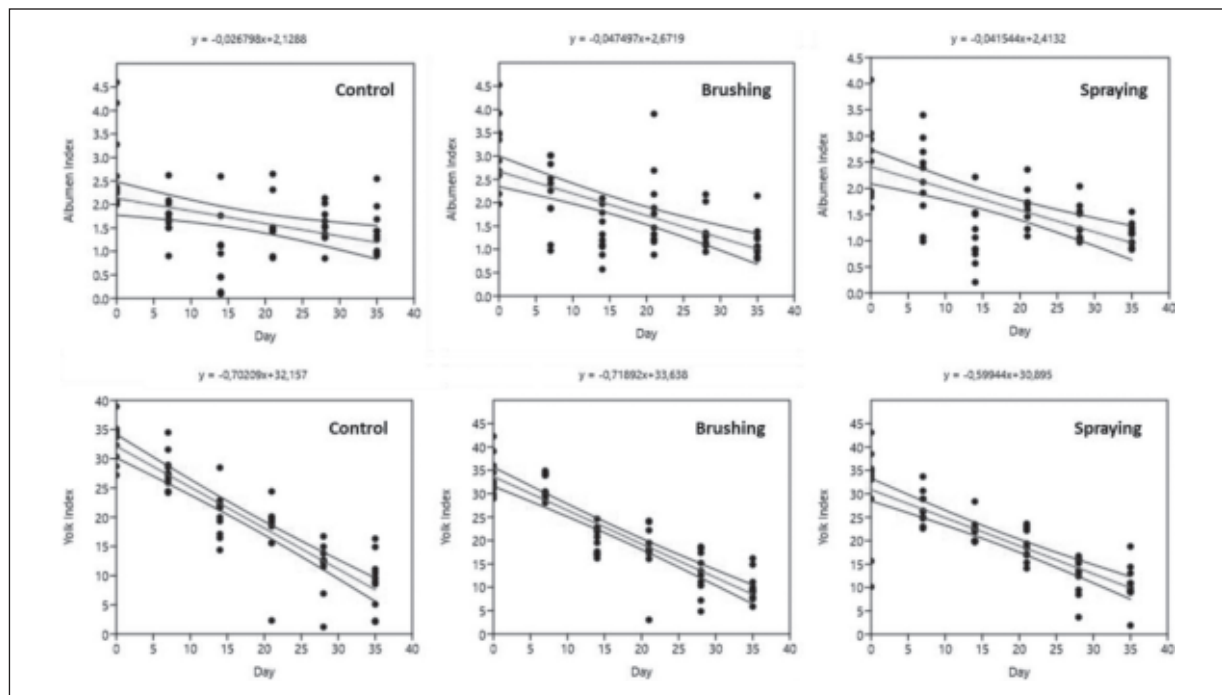 y = -0,026798x+2,1288
y = -0,047497x+2,6719
y = -0,041544x+2,4132
Control
Brushing
Spraying
Albumen Index
4.5
4.0
3.5
3.0
2.5
2.0
1.5
1.0
0.5
0.0
0 5 10 15 20 25 30 35 40
Day
Albumen Index
4.5
4.0
3.5
3.0
2.5
2.0
1.5
1.0
0.5
0.0
0 5 10 15 20 25 30 35 40
Day
Albumen Index
4.5
4.0
3.5
3.0
2.5
2.0
1.5
1.0
0.5
0.0
0 5 10 15 20 25 30 35 40
Day
y = -0,70209x+32,157
y = -0,71892x+33,638
y = -0,59944x+30,895
Control
Brushing
Spraying
Yolk Index
40
35
30
25
20
15
10
5
0
0 5 10 15 20 25 30 35 40
Day
Yolk Index
45
40
35
30
25
20
15
10
5
0
0 5 10 15 20 25 30 35 40
Day
Yolk Index
45
40
35
30
25
20
15
10
5
0
0 5 10 15 20 25 30 35 40
Day